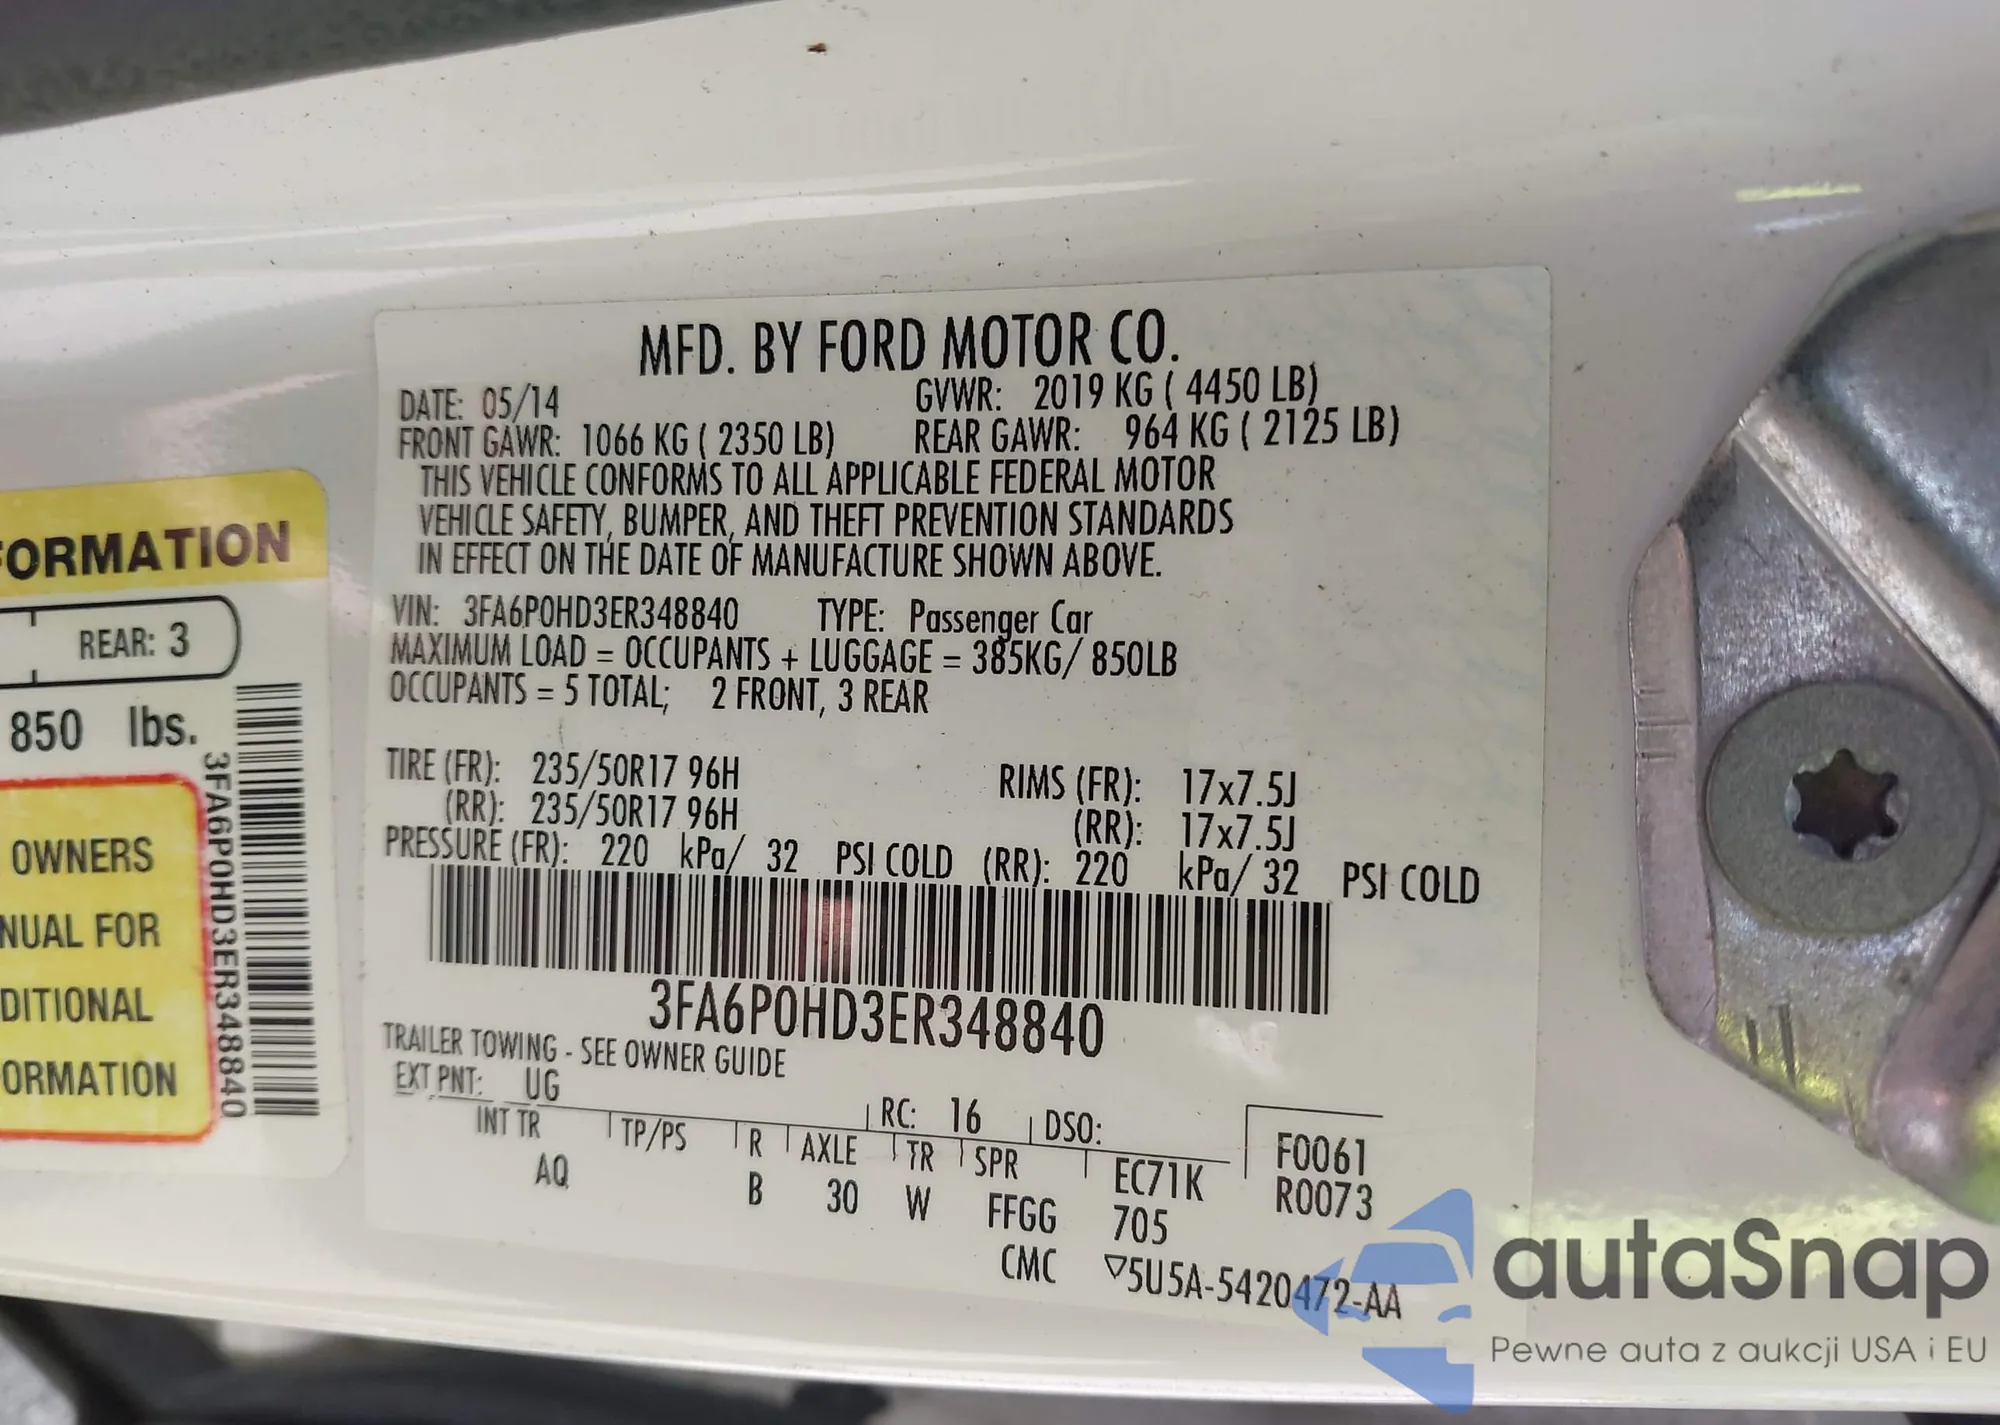 MFD. BY FORD MOTOR CO.
DATE: 05/14 GVWR: 2019 KG ( 4450 LB)
FRONT GAWR: 1066 KG ( 2350 LB) REAR GAWR: 964 KG ( 2125 LB)
THIS VEHICLE CONFORMS TO ALL APPLICABLE FEDERAL MOTOR
VEHICLE SAFETY, BUMPER, AND THEFT PREVENTION STANDARDS
IN EFFECT ON THE DATE OF MANUFACTURE SHOWN ABOVE.
VIN: 3FA6P0HD3ER348840 TYPE: Passenger Car
MAXIMUM LOAD = OCCUPANTS + LUGGAGE = 385KG/ 850LB
OCCUPANTS = 5 TOTAL; 2 FRONT, 3 REAR
TIRE (FR): 235/50R17 96H RIMS (FR): 17x7.5J
(RR): 235/50R17 96H (RR): 17x7.5J
PRESSURE (FR): 220 kPa/ 32 PSI COLD (RR): 220 kPa/ 32 PSI COLD
3FA6P0HD3ER348840
TRAILER TOWING - SEE OWNER GUIDE
EXT PNT: UG RC: 16 DSO:
INT TR TP/PS R AXLE TR SPR EC71K F0061
AQ B 30 W FFGG 705 R0073
CMC ▽5U5A-5420472-AA
FORMATION
REAR: 3
850 lbs.
3FA6P0HD3ER348840
OWNERS
NUAL FOR
DITIONAL
ORMATION
autaSnap
Pewne auta z aukcji USA i EU